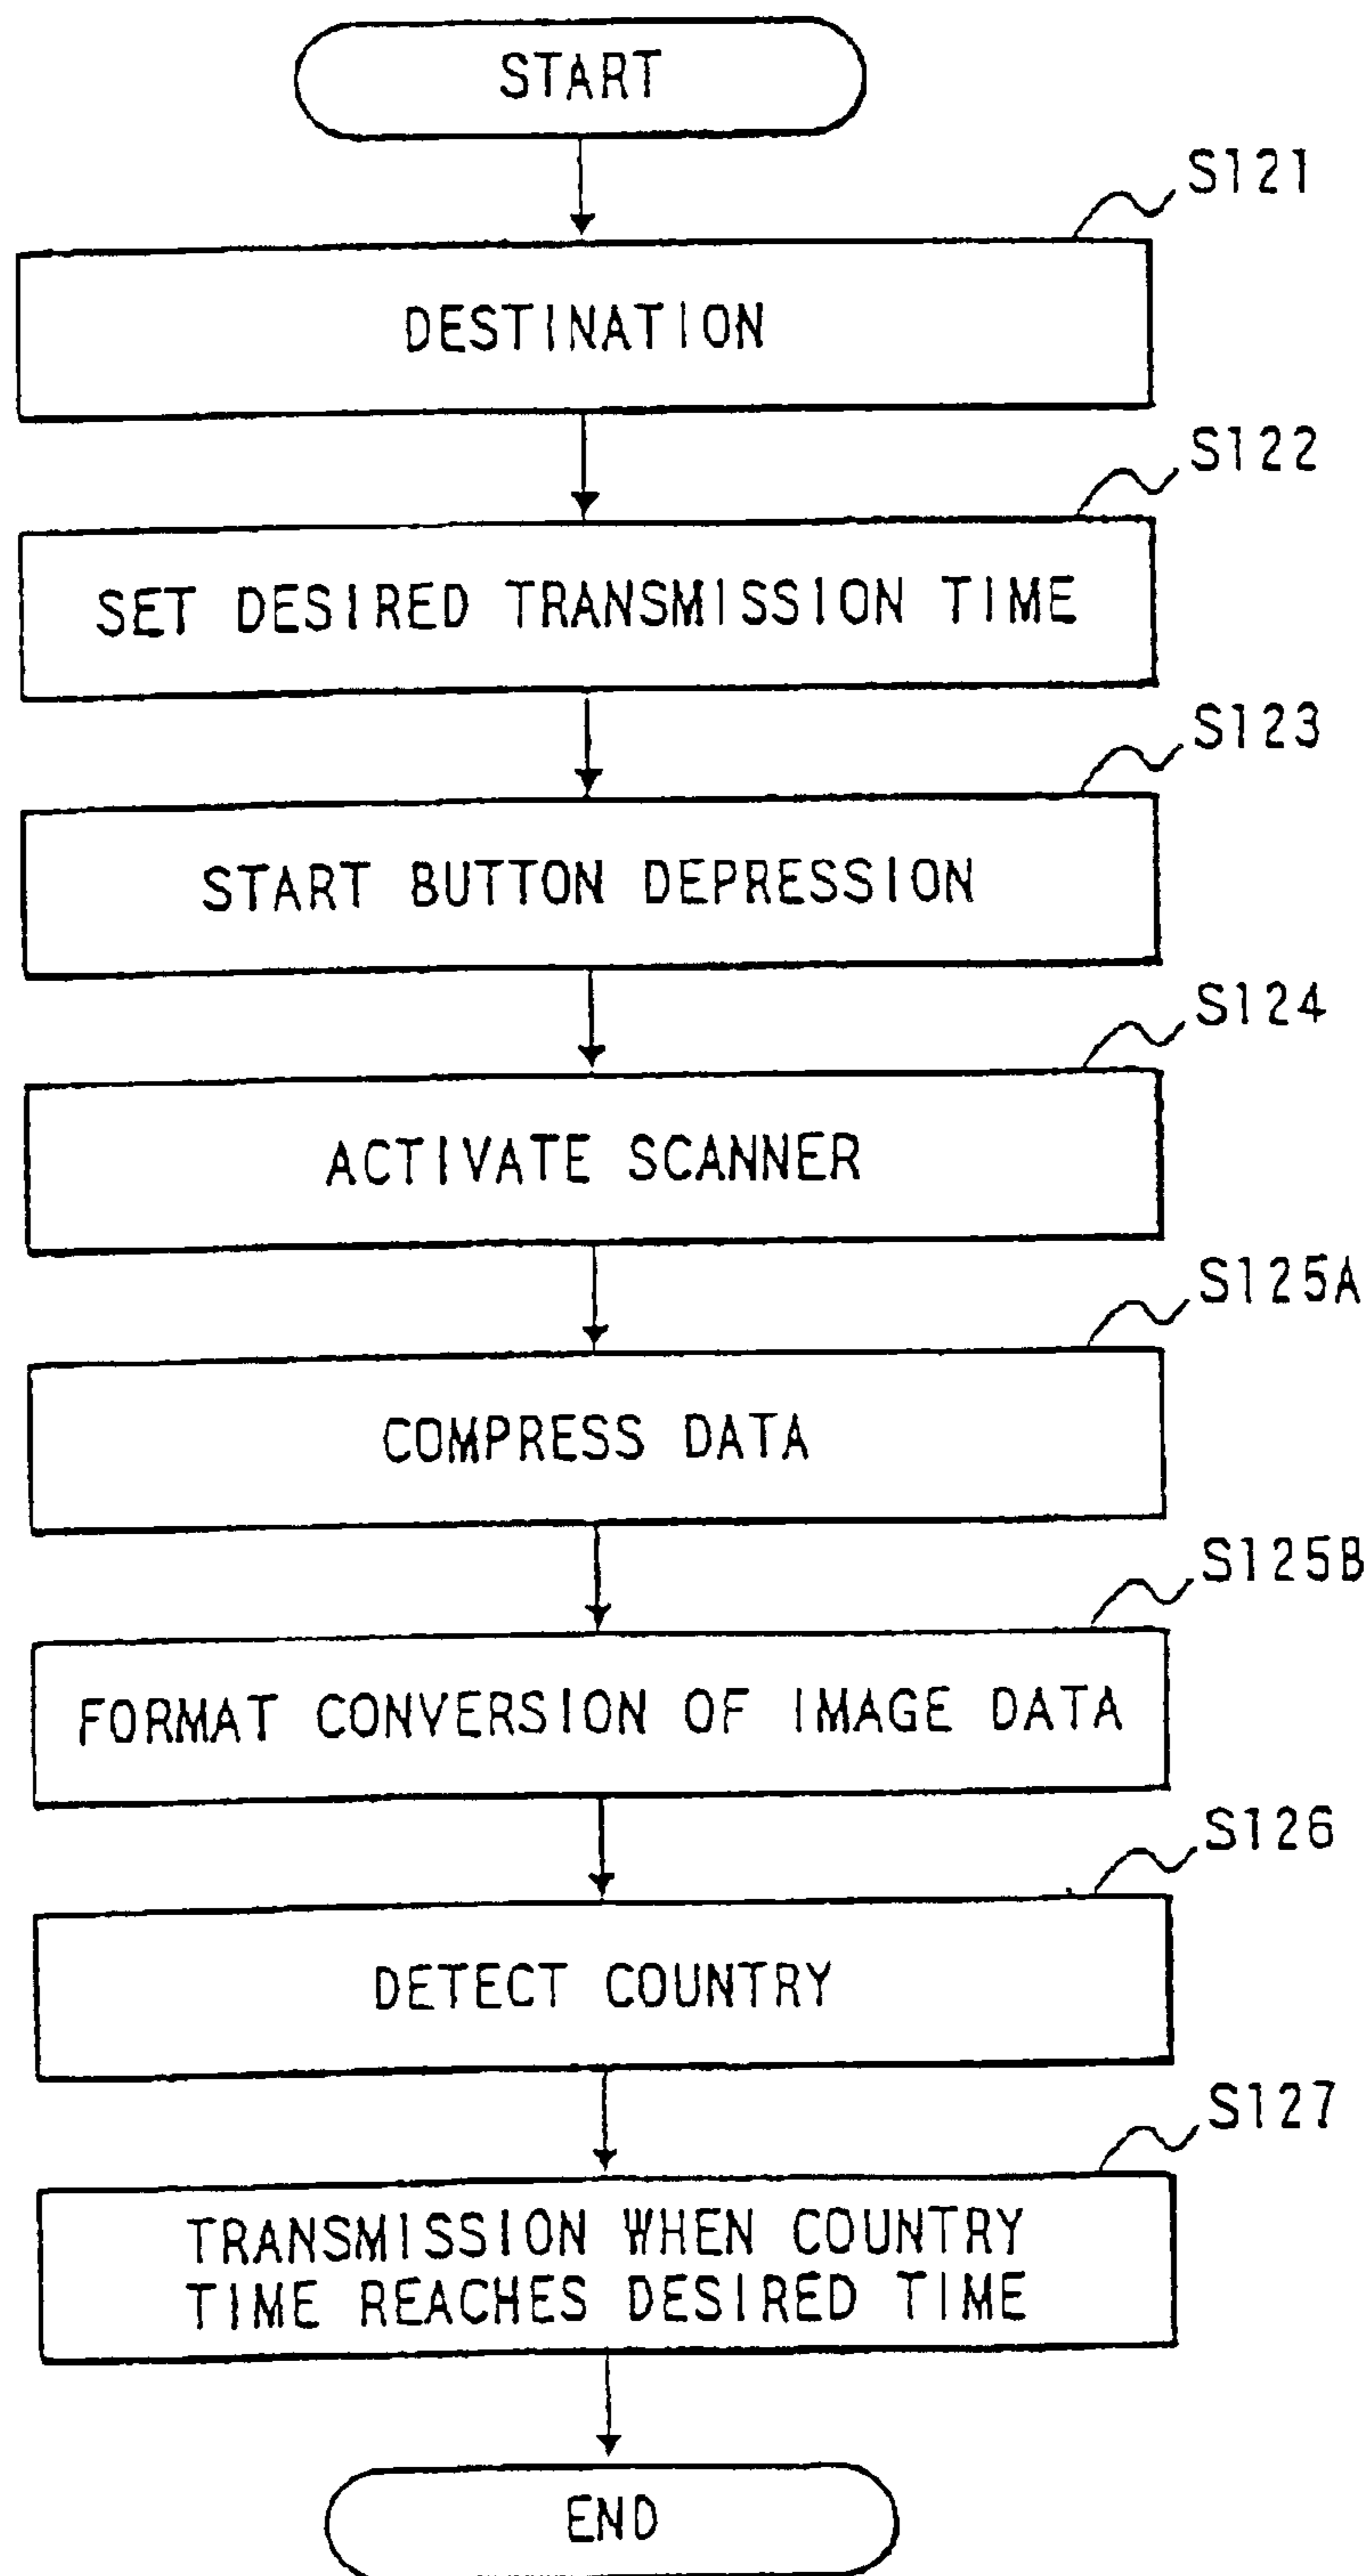 START
S121
DESTINATION
S122
SET DESIRED TRANSMISSION TIME
S123
START BUTTON DEPRESSION
S124
ACTIVATE SCANNER
S125A
COMPRESS DATA
S125B
FORMAT CONVERSION OF IMAGE DATA
S126
DETECT COUNTRY
S127
TRANSMISSION WHEN COUNTRY
TIME REACHES DESIRED TIME
END